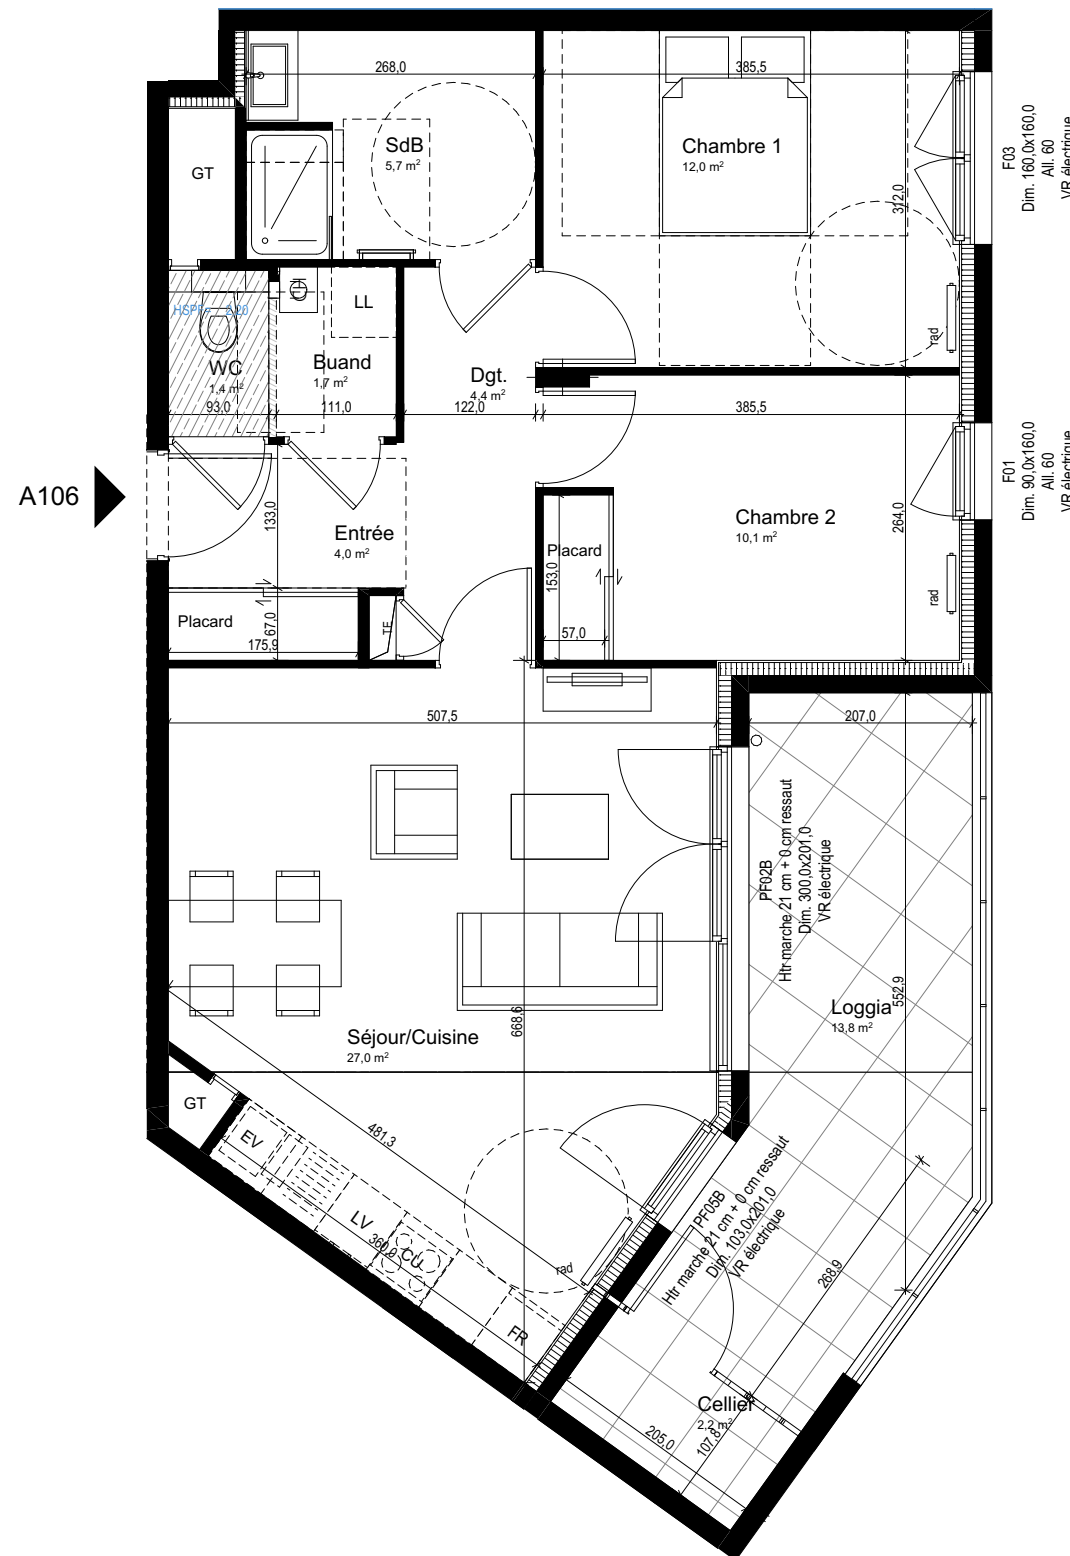 268,0
385,5
SdB
5,7 m²
Chambre 1
12,0 m²
GT
312,0
F03
Dim. 160,0x160,0
All. 60
VR électrique
LL
WC
1,4 m²
Buand
1,7 m²
Dgt.
4,4 m²
rad
93,0
111,0
122,0
385,5
F01
Dim. 90,0x160,0
All. 60
VR électrique
A106
133,0
Entrée
4,0 m²
Chambre 2
10,1 m²
264,0
Placard
153,0
57,0
rad
Placard
67,0
175,9
507,5
207,0
PF02B
Htr marche 21 cm + 0 cm ressaut
Dim. 300,0x201,0
VR électrique
Loggia
13,8 m²
552,9
Séjour/Cuisine
27,0 m²
668,6
GT
481,3
EV
LV
CU
360,0
FR
rad
PF05B
Htr marche 21 cm + 0 cm ressaut
Dim. 103,0x201,0
VR électrique
268,9
Cellier
2,2 m²
205,0
107,8